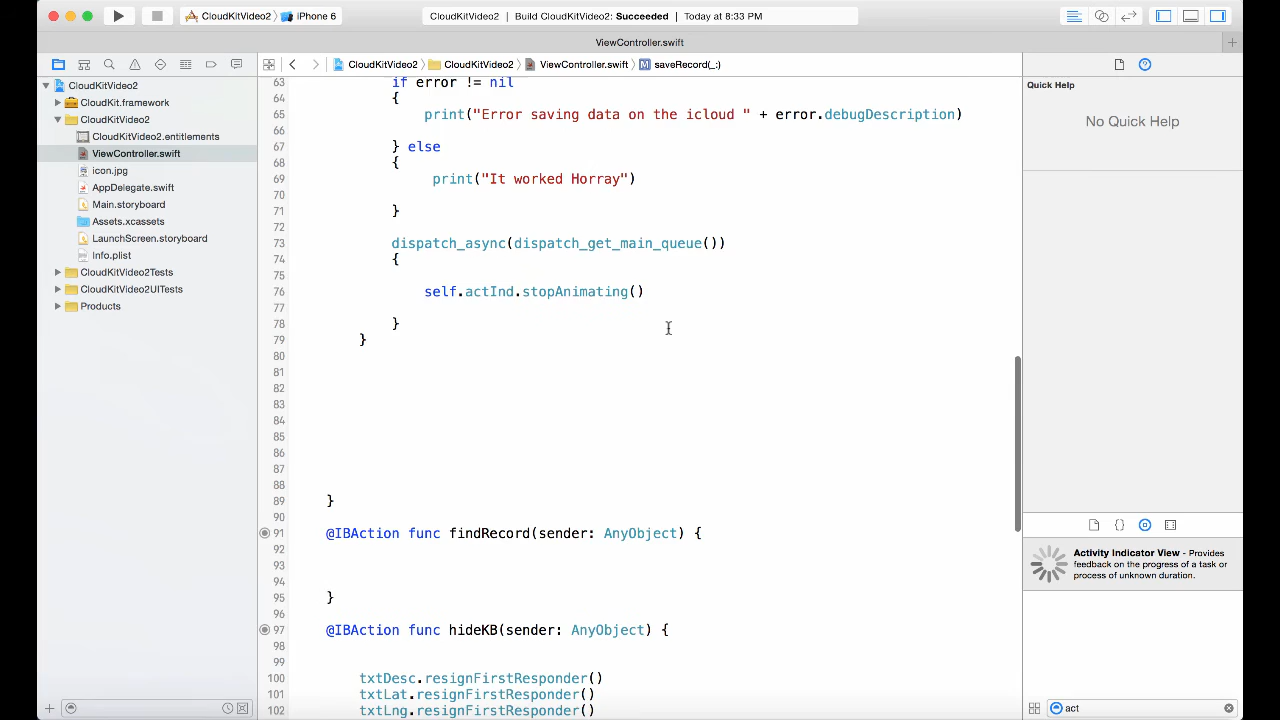 CloudKitVideo2 iPhone 6
CloudKitVideo2 | Build CloudKitVideo2: Succeeded | Today at 8:33 PM
ViewController.swift
CloudKitVideo2 CloudKitVideo2 ViewController.swift saveRecord(_:)
CloudKitVideo2
CloudKit.framework
CloudKitVideo2
CloudKitVideo2.entitlements
ViewController.swift
icon.jpg
AppDelegate.swift
Main.storyboard
Assets.xcassets
LaunchScreen.storyboard
Info.plist
CloudKitVideo2Tests
CloudKitVideo2UITests
Products
63 if error != nil
64 {
65 print("Error saving data on the icloud " + error.debugDescription)
66
67 } else
68 {
69 print("It worked Horray")
70
71 }
72
73 dispatch_async(dispatch_get_main_queue())
74 {
75
76 self.actInd.stopAnimating()
77
78 }
79 }
80
81
82
83
84
85
86
87
88
89 }
90
91 @IBAction func findRecord(sender: AnyObject) {
92
93
94
95 }
96
97 @IBAction func hideKB(sender: AnyObject) {
98
99
100 txtDesc.resignFirstResponder()
101 txtLat.resignFirstResponder()
102 txtLng.resignFirstResponder()
Quick Help
No Quick Help
Activity Indicator View - Provides
feedback on the progress of a task or
process of unknown duration.
act